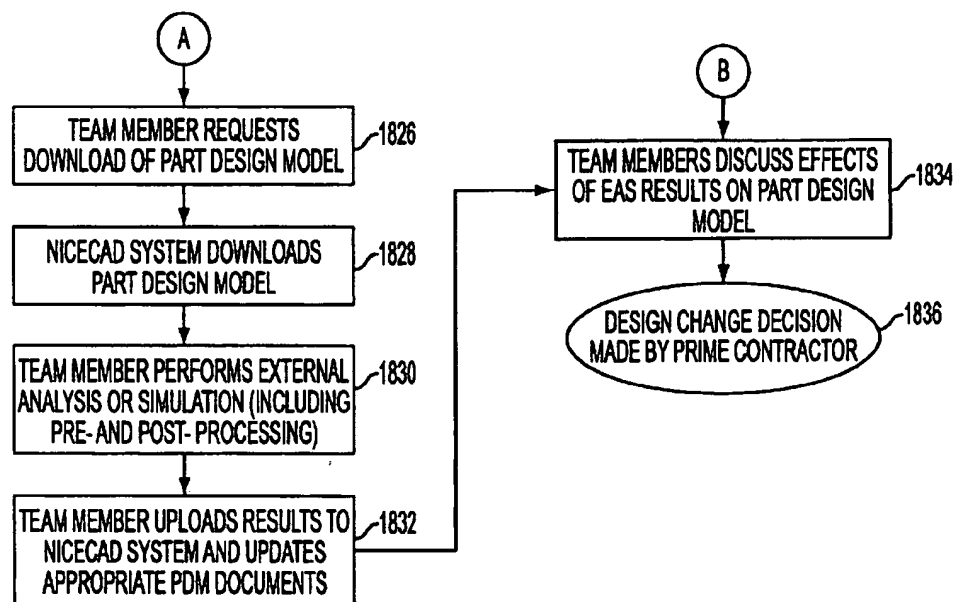 A
TEAM MEMBER REQUESTS
DOWNLOAD OF PART DESIGN MODEL
1826
NICECAD SYSTEM DOWNLOADS
PART DESIGN MODEL
1828
TEAM MEMBER PERFORMS EXTERNAL
ANALYSIS OR SIMULATION (INCLUDING
PRE- AND POST- PROCESSING)
1830
TEAM MEMBER UPLOADS RESULTS TO
NICECAD SYSTEM AND UPDATES
APPROPRIATE PDM DOCUMENTS
1832
B
TEAM MEMBERS DISCUSS EFFECTS
OF EAS RESULTS ON PART DESIGN
MODEL
1834
DESIGN CHANGE DECISION
MADE BY PRIME CONTRACTOR
1836